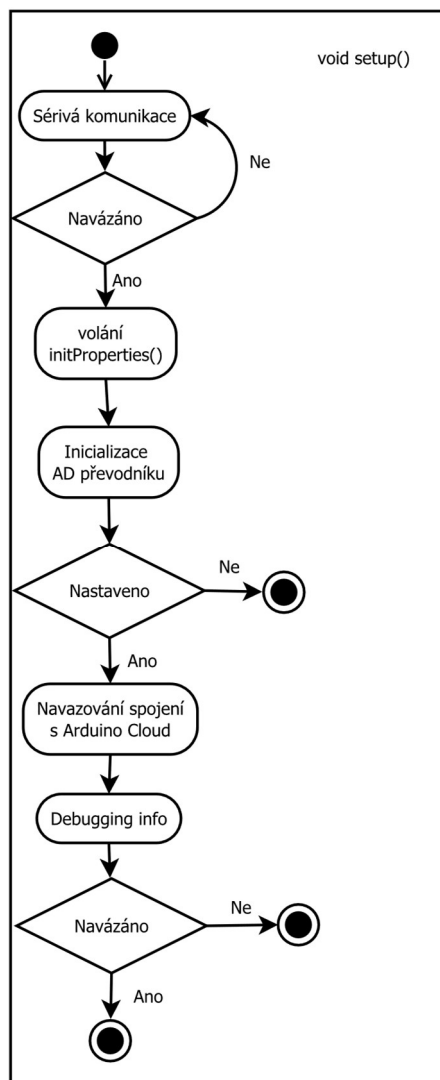 void setup()
Sérivá komunikace
Ne
Navázáno
Ano
volání
initProperties()
Inicializace
AD převodníku
Ne
Nastaveno
Ano
Navazování spojení
s Arduino Cloud
Debugging info
Ne
Navázáno
Ano